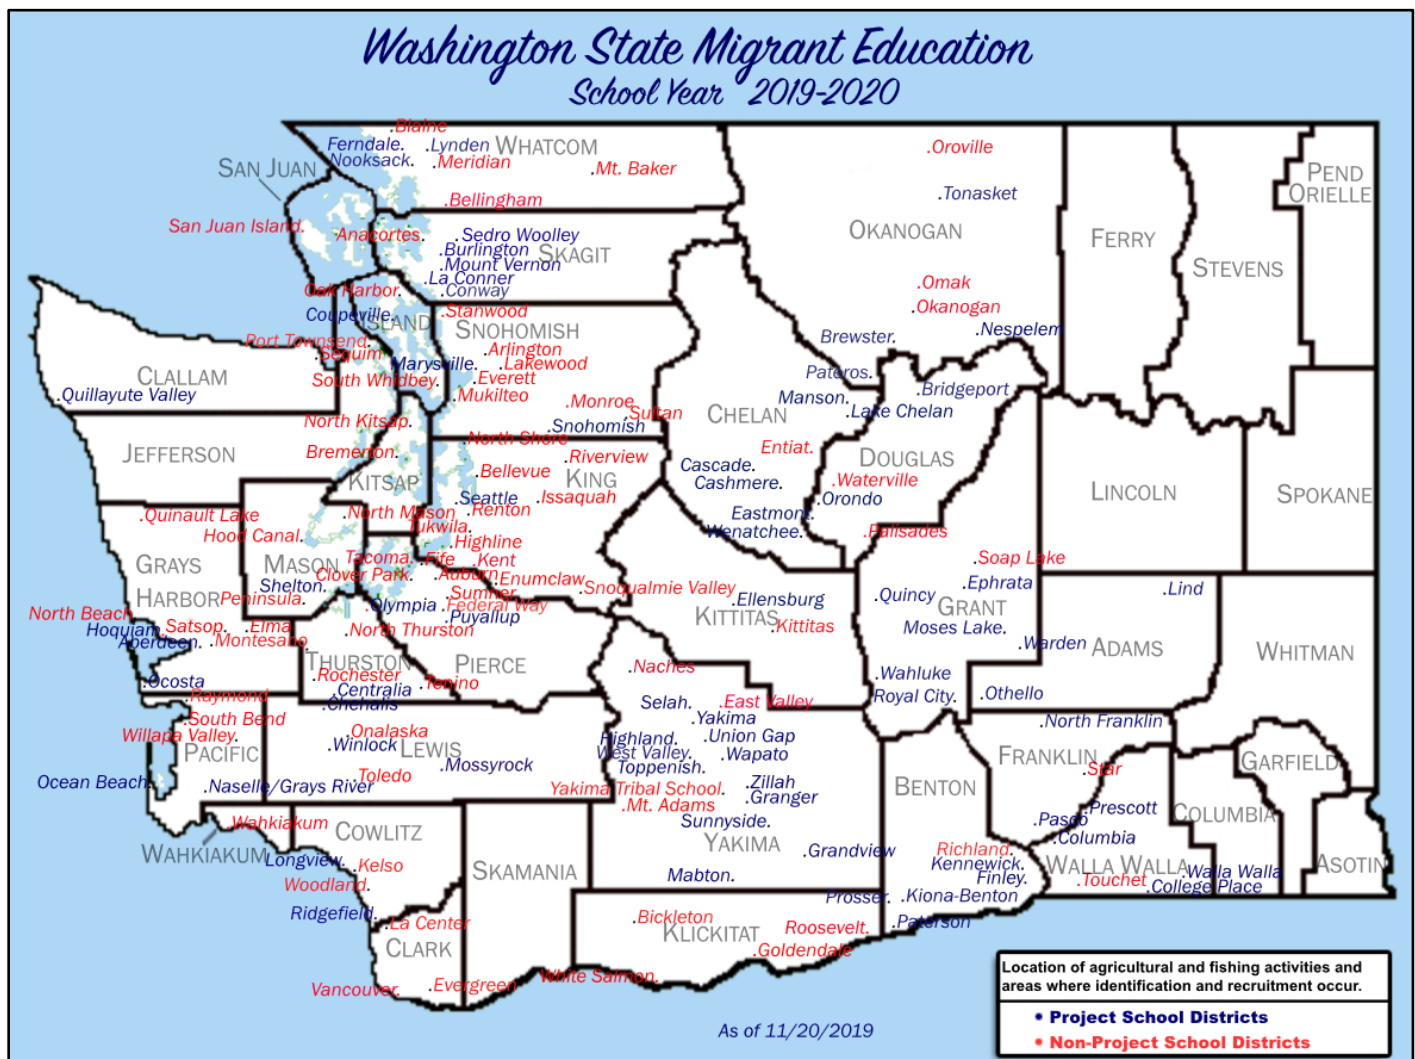 Washington State Migrant Education
School Year 2019-2020
.Blaine
Ferndale.
.Lynden
WHATCOM
Nooksack.
.Meridian
.Mt. Baker
.Oroville
SAN JUAN
PEND
ORIELLE
.Bellingham
.Tonasket
San Juan Island.
Anacortes.
.Sedro Woolley
OKANOGAN
FERRY
.Burlington
SKAGIT
.Mount Vernon
STEVENS
.La Conner
.Omak
Oak Harbor.
.Conway
.Okanogan
Coupeville.
ISLAND
.Stanwood
SNOHOMISH
.Nespelem
Brewster.
Port Townsend.
.Sequim
.Arlington
Marysville.
.Lakewood
Pateros.
CLALLAM
South Whidbey.
.Everett
.Bridgeport
.Quillayute Valley
.Mukilteo
Manson.
.Monroe
.Sultan
CHELAN
.Lake Chelan
North Kitsap.
.Snohomish
.North Shore
Entiat.
JEFFERSON
Bremerton.
.Riverview
DOUGLAS
.Bellevue
KING
Cascade.
KITSAP
Cashmere.
.Waterville
LINCOLN
SPOKANE
.Seattle
.Issaquah
.Orondo
.Quinault Lake
.North Mason
.Renton
Eastmont.
Tukwila.
Wenatchee.
.Palisades
Hood Canal.
.Highline
GRAYS
HARBOR
MASON
Tacoma.
.Fife
.Kent
.Soap Lake
Clover Park.
.Auburn
.Enumclaw
.Snoqualmie Valley
Shelton.
.Ephrata
.Lind
Peninsula.
.Sumner
.Quincy
GRANT
.Olympia
.Federal Way
.Ellensburg
North Beach
.Puyallup
KITTITAS
Hoquiam.
Satsop.
.Elma
.North Thurston
.Kittitas
Moses Lake.
Aberdeen.
.Montesano
.Warden
ADAMS
WHITMAN
THURSTON
PIERCE
.Naches
.Rochester
.Wahluke
.Ocosta
.Tenino
.Centralia
.Raymond
.Chehalis
Selah.
.East Valley
Royal City.
.Othello
.South Bend
.Yakima
.North Franklin
Willapa Valley.
.Onalaska
Highland.
.Union Gap
PACIFIC
.Winlock
LEWIS
West Valley.
.Wapato
FRANKLIN
GARFIELD
.Mossyrock
Toppenish.
.Star
Ocean Beach.
.Naselle/Grays River
.Toledo
Yakima Tribal School.
.Zillah
BENTON
.Granger
.Mt. Adams
.Prescott
COLUMBIA
.Wahkiakum
COWLITZ
Sunnyside.
.Pasco
WAHKIAKUM
YAKIMA
.Columbia
Longview.
.Kelso
SKAMANIA
.Grandview
Richland.
Kennewick.
WALLA WALLA
ASOTIN
Woodland.
Mabton.
Finley.
.Touchet
.Walla Walla
.College Place
Prosser.
.Kiona-Benton
Ridgefield.
.La Center
.Bickleton
.Paterson
Roosevelt.
KLICKITAT
CLARK
.Goldendale
White Salmon.
Vancouver.
.Evergreen
Location of agricultural and fishing activities and
areas where identification and recruitment occur.
• Project School Districts
• Non-Project School Districts
As of 11/20/2019